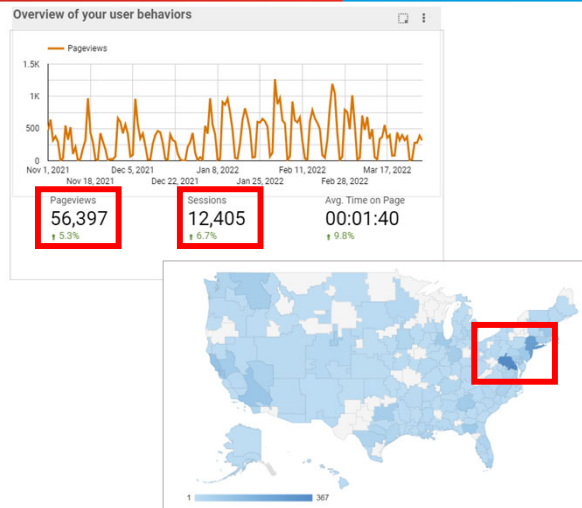 Overview of your user behaviors
Pageviews
1.5K
1K
500
0
Nov 1, 2021 Dec 5, 2021 Jan 8, 2022 Feb 11, 2022 Mar 17, 2022
Nov 18, 2021 Dec 22, 2021 Jan 25, 2022 Feb 28, 2022
Pageviews Sessions Avg. Time on Page
56,397 12,405 00:01:40
5.3% 6.7% 9.8%
1 367